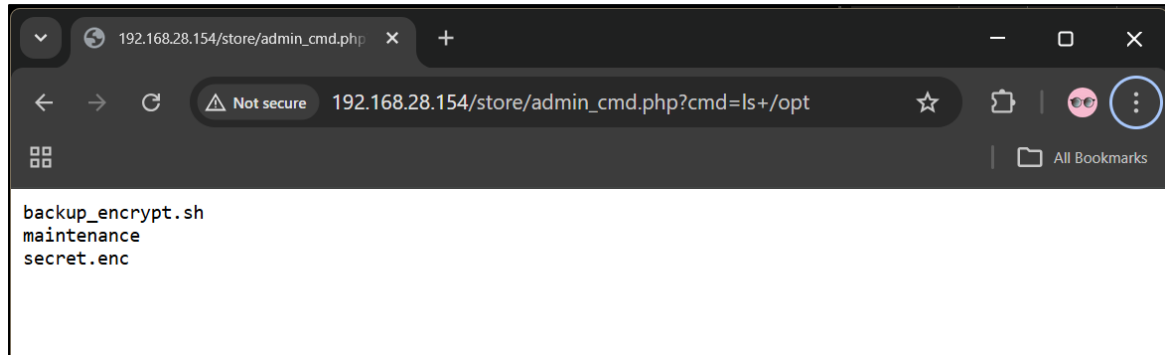 192.168.28.154/store/admin_cmd.php
Not secure 192.168.28.154/store/admin_cmd.php?cmd=ls+/opt
All Bookmarks
backup_encrypt.sh
maintenance
secret.enc